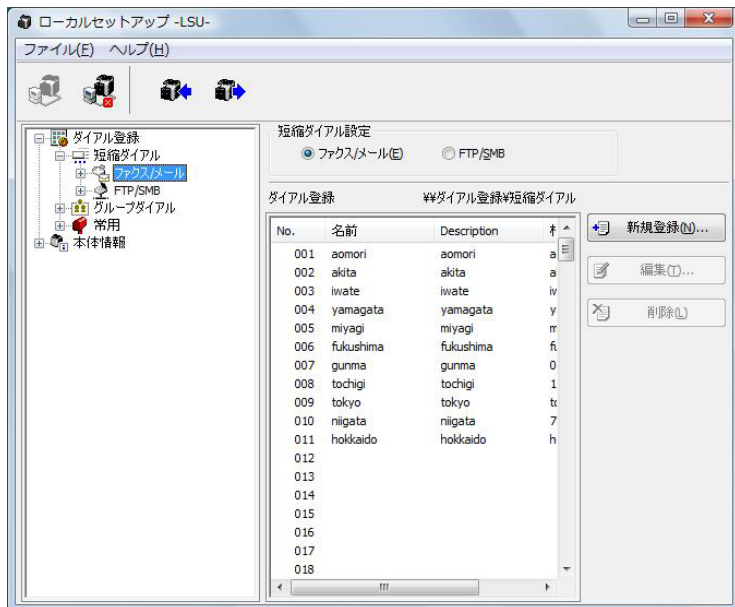 ローカルセットアップ -LSU-
ファイル(F) ヘルプ(H)
ダイアル登録
短縮ダイアル
ファクス/メール
FTP/SMB
グループダイアル
常用
本体情報
短縮ダイアル設定
ファクス/メール(E) FTP/SMB
ダイアル登録 ¥¥ダイアル登録¥短縮ダイアル
No. 名前 Description
001 aomori aomori a
002 akita akita a
003 iwate iwate
004 yamagata yamagata y
005 miyagi miyagi
006 fukushima fukushima
007 gunma gunma 0
008 tochigi tochigi 1
009 tokyo tokyo
010 niigata niigata 7
011 hokkaido hokkaido h
012
013
014
015
016
017
018
新規登録(N)...
編集(T)...
削除(L)